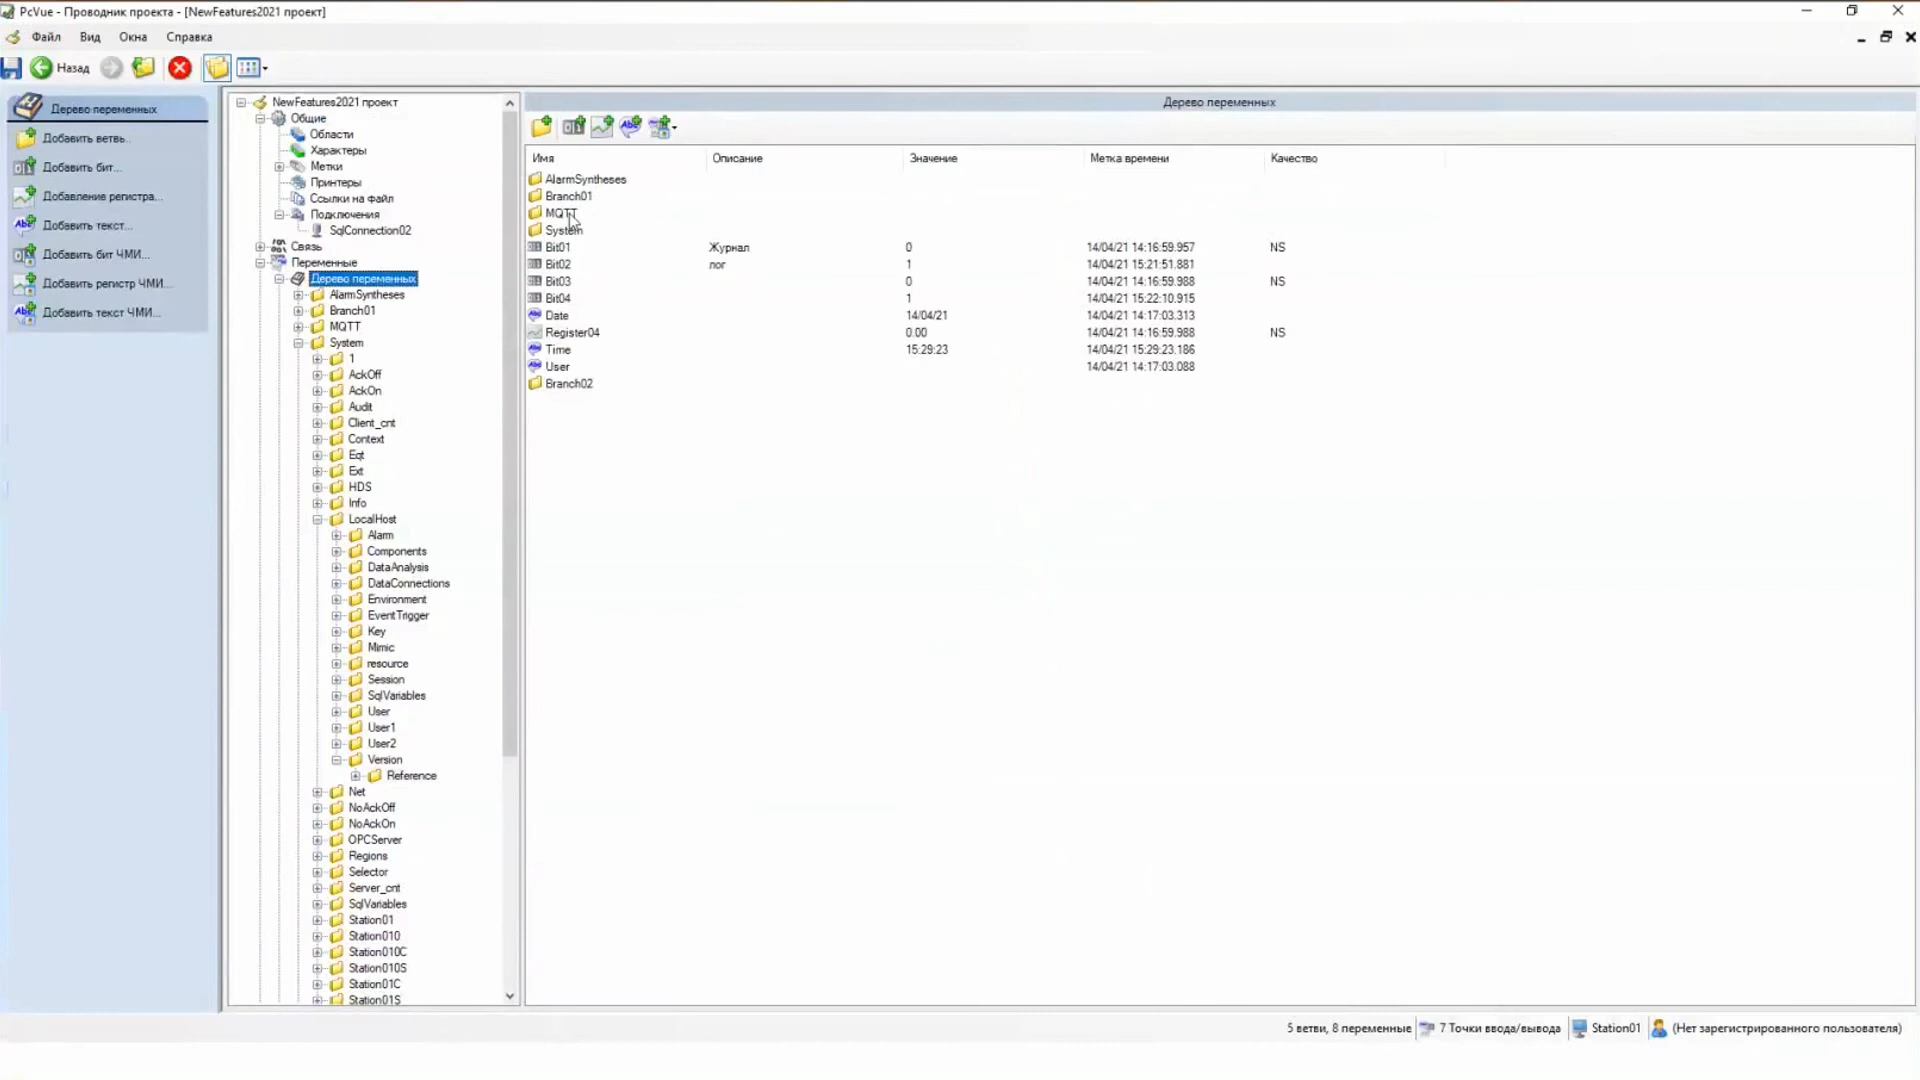 PcVue - Проводник проекта - [NewFeatures2021 проект]
Файл Вид Окна Справка
Назад
Дерево переменных
Добавить ветвь..
Добавить бит...
Добавление регистра...
Добавить текст...
Добавить бит ЧМИ...
Добавить регистр ЧМИ...
Добавить текст ЧМИ...
NewFeatures2021 проект
Общие
Области
Характеры
Метки
Принтеры
Ссылки на файл
Подключения
SqlConnection02
Связь
Переменные
Дерево переменных
AlarmSyntheses
Branch01
MQTT
System
1
AckOff
AckOn
Audit
Client_cnt
Context
Eqt
Ext
HDS
Info
LocalHost
Alarm
Components
DataAnalysis
DataConnections
Environment
EventTrigger
Key
Mimic
resource
Session
SqlVariables
User
User1
User2
Version
Reference
Net
NoAckOff
NoAckOn
OPCServer
Regions
Selector
Server_cnt
SqlVariables
Station01
Station010
Station010C
Station010S
Station01C
Station01S
Дерево переменных
Имя Описание Значение Метка времени Качество
AlarmSyntheses
Branch01
MQTT
System
Bit01 Журнал 0 14/04/21 14:16:59.957 NS
Bit02 лог 1 14/04/21 15:21:51.881
Bit03 0 14/04/21 14:16:59.988 NS
Bit04 1 14/04/21 15:22:10.915
Date 14/04/21 14/04/21 14:17:03.313
Register04 0.00 14/04/21 14:16:59.988 NS
Time 15:29:23 14/04/21 15:29:23.186
User 14/04/21 14:17:03.088
Branch02
5 ветви, 8 переменные 7 Точки ввода/вывода Station01 (Нет зарегистрированного пользователя)